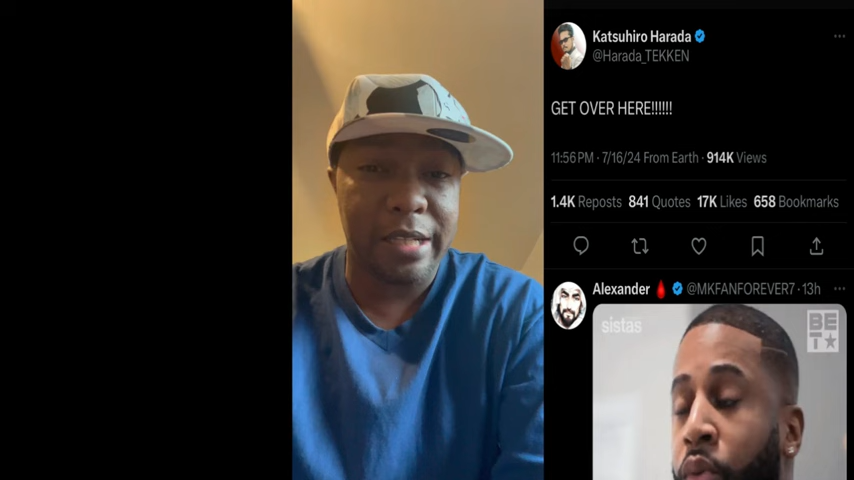 Katsuhiro Harada
@Harada_TEKKEN
GET OVER HERE!!!!!!
11:56 PM · 7/16/24 From Earth · 914K Views
1.4K Reposts 841 Quotes 17K Likes 658 Bookmarks
Alexander @MKFANFOREVER7 · 13h
sistas
BET